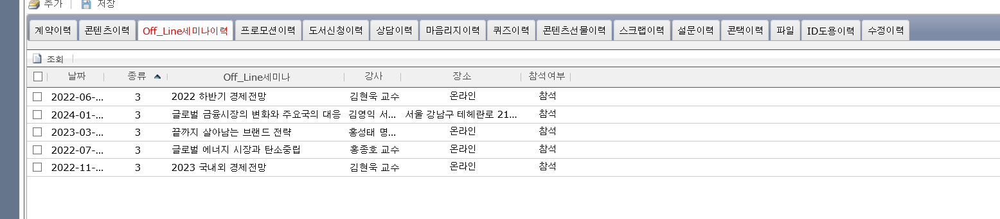 추가 저장
계약이력 콘텐츠이력 Off_Line세미나이력 프로모션이력 도서신청이력 상담이력 마음리지이력 퀴즈이력 콘텐츠선물이력 스크랩이력 설문이력 콘택이력 파일 ID도용이력 수정이력
조회
날짜 종류 Off_Line세미나 강사 장소 참석여부
2022-06-... 3 2022 하반기 경제전망 김현욱 교수 온라인 참석
2024-01-... 3 글로벌 금융시장의 변화와 주요국의 대응 김영익 서... 서울 강남구 테헤란로 21... 참석
2023-03-... 3 끝까지 살아남는 브랜드 전략 홍성태 명... 온라인 참석
2022-07-... 3 글로벌 에너지 시장과 탄소중립 홍종호 교수 온라인 참석
2022-11-... 3 2023 국내외 경제전망 김현욱 교수 온라인 참석